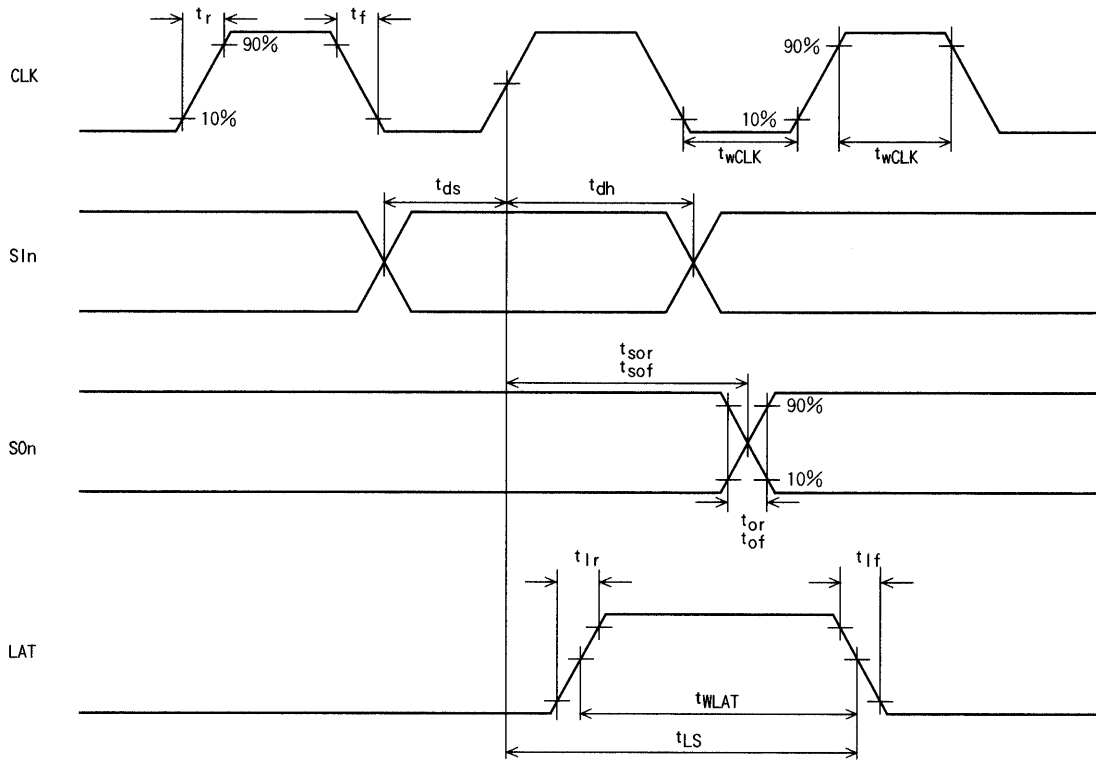 tr
tf
90%
90%
CLK
10%
10%
twCLK
twCLK
tds
tdh
SIn
tsor
tsof
90%
SOn
10%
tor
tof
tlr
tlf
LAT
tWLAT
tLS